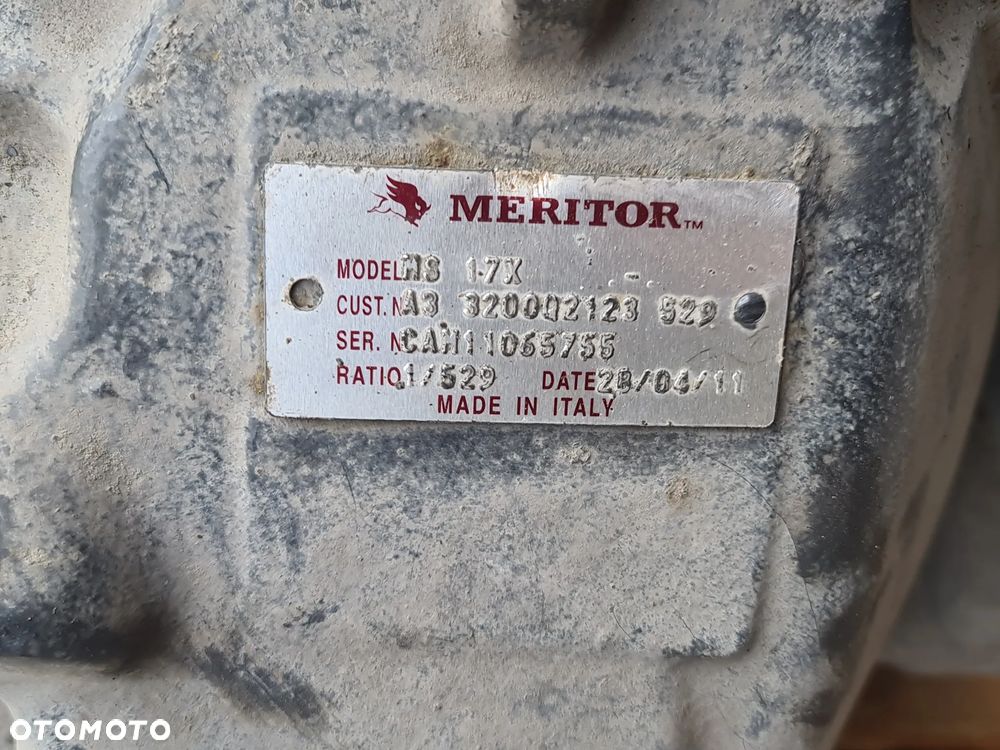 MERITOR™
MODEL MS 17X -
CUST. N A3 3200Q2123 529
SER. N CAM11065755
RATIO 1/529 DATE 28/04/11
MADE IN ITALY
OTOMOTO